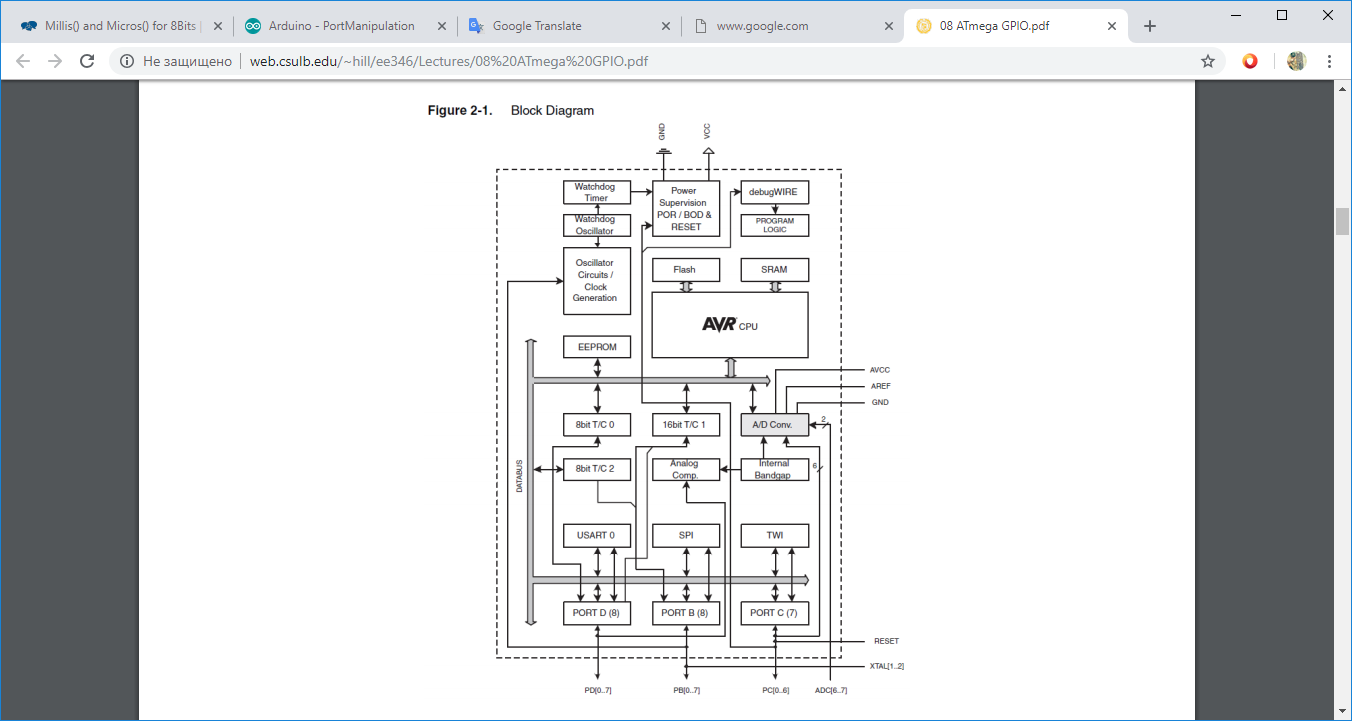 Millis() and Micros() for 8Bits |
Arduino - PortManipulation
Google Translate
www.google.com
08 ATmega GPIO.pdf
Не защищено
web.csulb.edu/~hill/ee346/Lectures/08%20ATmega%20GPIO.pdf
Figure 2-1. Block Diagram
GND
VCC
Watchdog
Timer
Power
Supervision
POR / BOD &
RESET
debugWIRE
Watchdog
Oscillator
PROGRAM
LOGIC
Oscillator
Circuits /
Clock
Generation
Flash
SRAM
AVR CPU
EEPROM
AVCC
AREF
GND
8bit T/C 0
16bit T/C 1
A/D Conv.
2
DATABUS
8bit T/C 2
Analog
Comp.
Internal
Bandgap
6
USART 0
SPI
TWI
PORT D (8)
PORT B (8)
PORT C (7)
RESET
XTAL[1..2]
PD[0..7]
PB[0..7]
PC[0..6]
ADC[6..7]